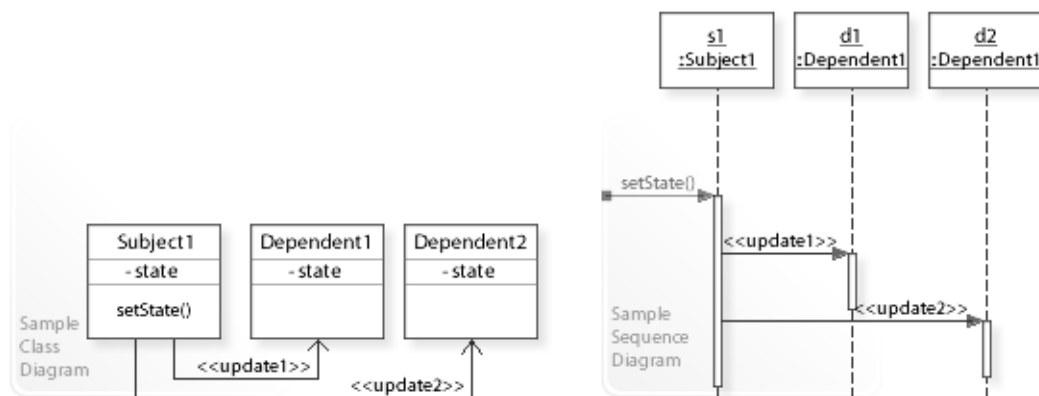 Subject1
- state
setState()
Dependent1
- state
Dependent2
- state
<<update1>>
<<update2>>
Sample
Class
Diagram
s1
:Subject1
d1
:Dependent1
d2
:Dependent1
setState()
<<update1>>
<<update2>>
Sample
Sequence
Diagram